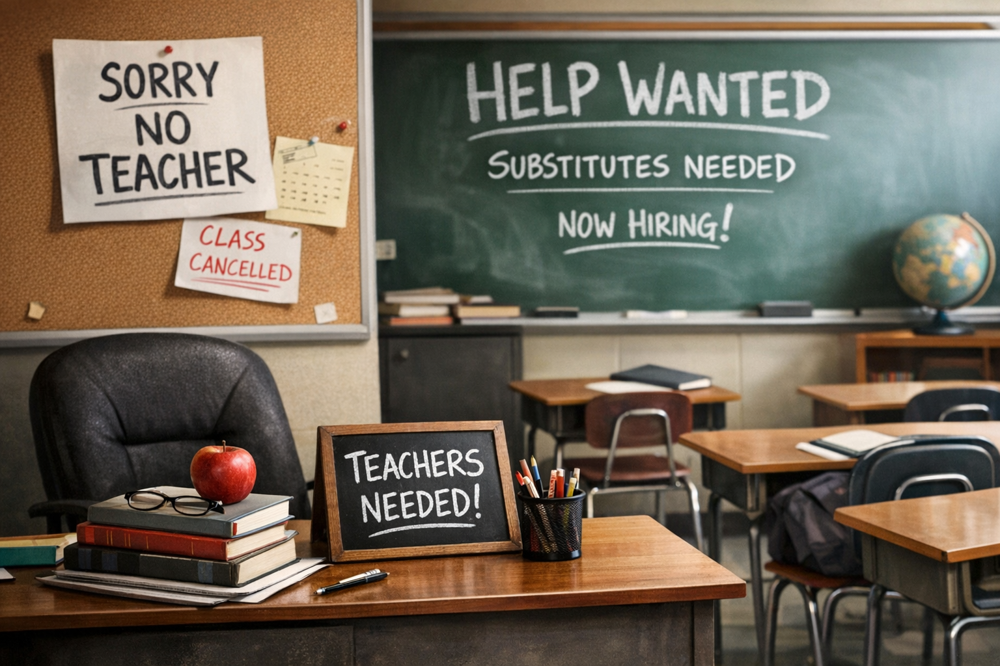 SORRY
NO
TEACHER
CLASS
CANCELLED
HELP WANTED
SUBSTITUTES NEEDED
NOW HIRING!
TEACHERS
NEEDED!